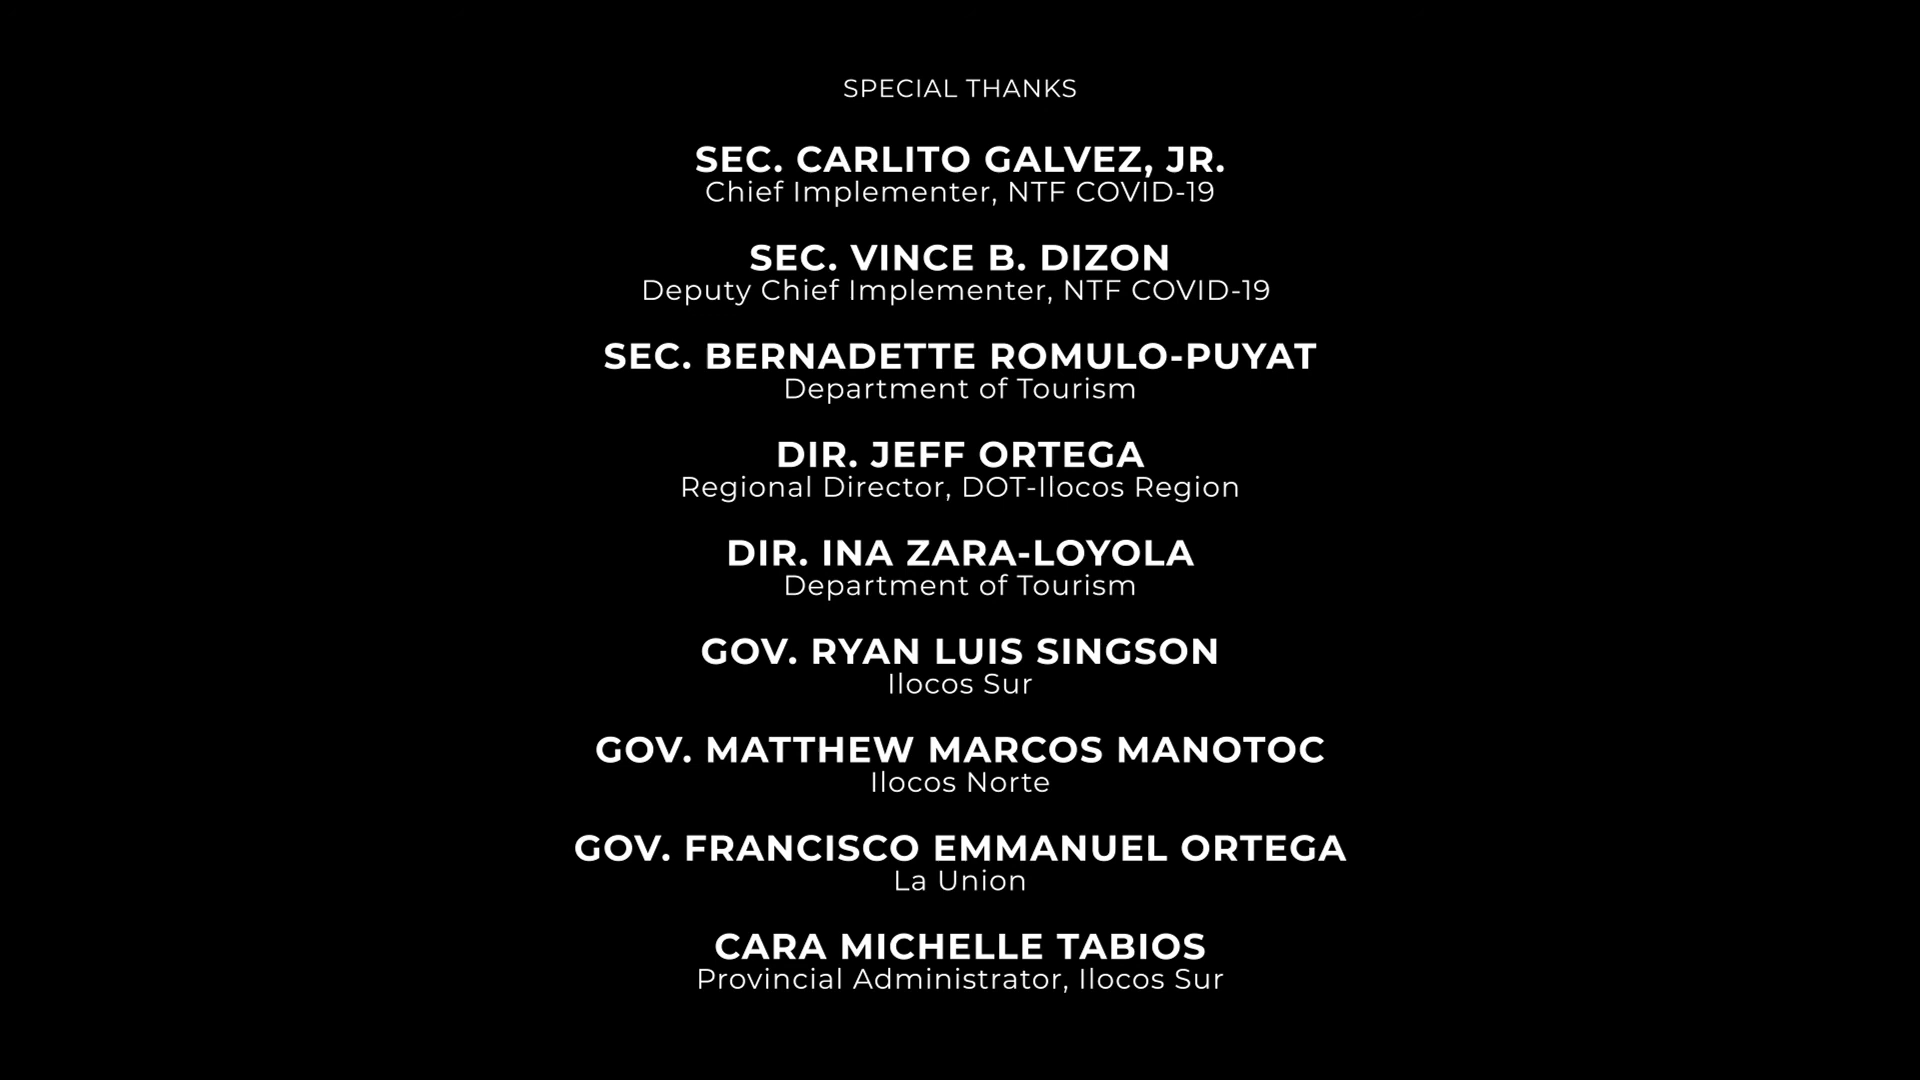 SPECIAL THANKS
SEC. CARLITO GALVEZ, JR.
Chief Implementer, NTF COVID-19
SEC. VINCE B. DIZON
Deputy Chief Implementer, NTF COVID-19
SEC. BERNADETTE ROMULO-PUYAT
Department of Tourism
DIR. JEFF ORTEGA
Regional Director, DOT-Ilocos Region
DIR. INA ZARA-LOYOLA
Department of Tourism
GOV. RYAN LUIS SINGSON
Ilocos Sur
GOV. MATTHEW MARCOS MANOTOC
Ilocos Norte
GOV. FRANCISCO EMMANUEL ORTEGA
La Union
CARA MICHELLE TABIOS
Provincial Administrator, Ilocos Sur